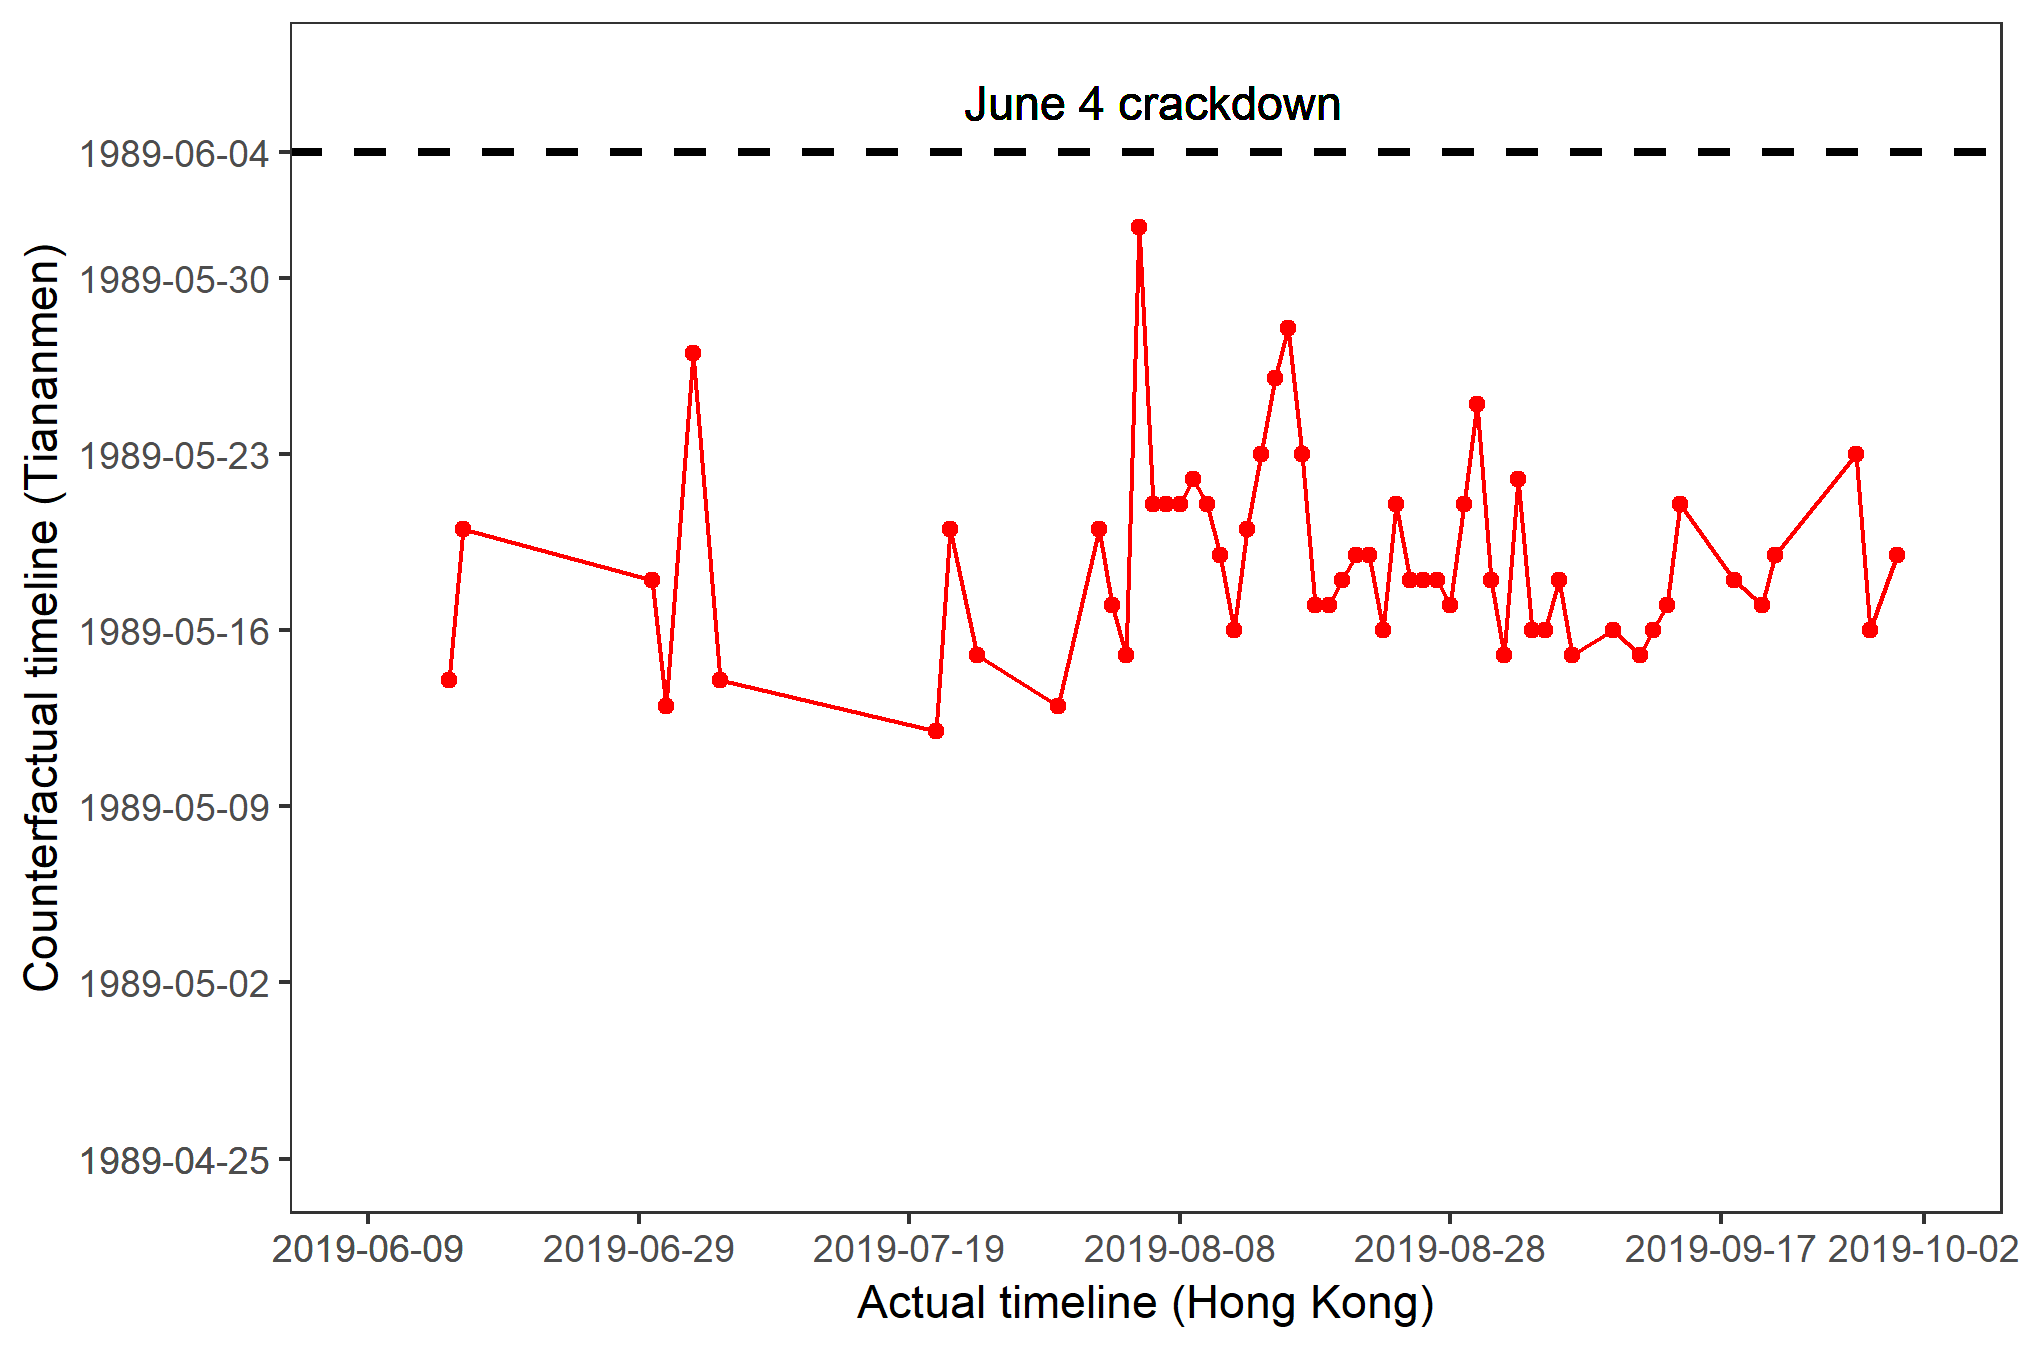 June 4 crackdown
1989-06-04
1989-05-30
1989-05-23
1989-05-16
1989-05-09
1989-05-02
1989-04-25
Counterfactual timeline (Tiananmen)
2019-06-09 2019-06-29 2019-07-19 2019-08-08 2019-08-28 2019-09-17 2019-10-02
Actual timeline (Hong Kong)